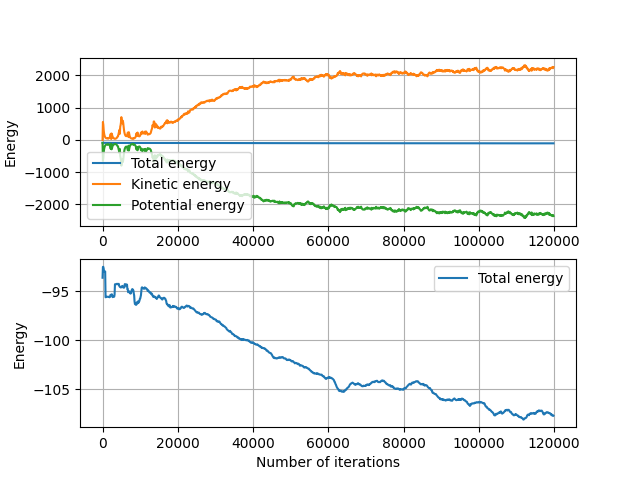 2000
1000
0
−1000
−2000
Energy
Total energy
Kinetic energy
Potential energy
0 20000 40000 60000 80000 100000 120000
Total energy
−95
−100
−105
Energy
0 20000 40000 60000 80000 100000 120000
Number of iterations